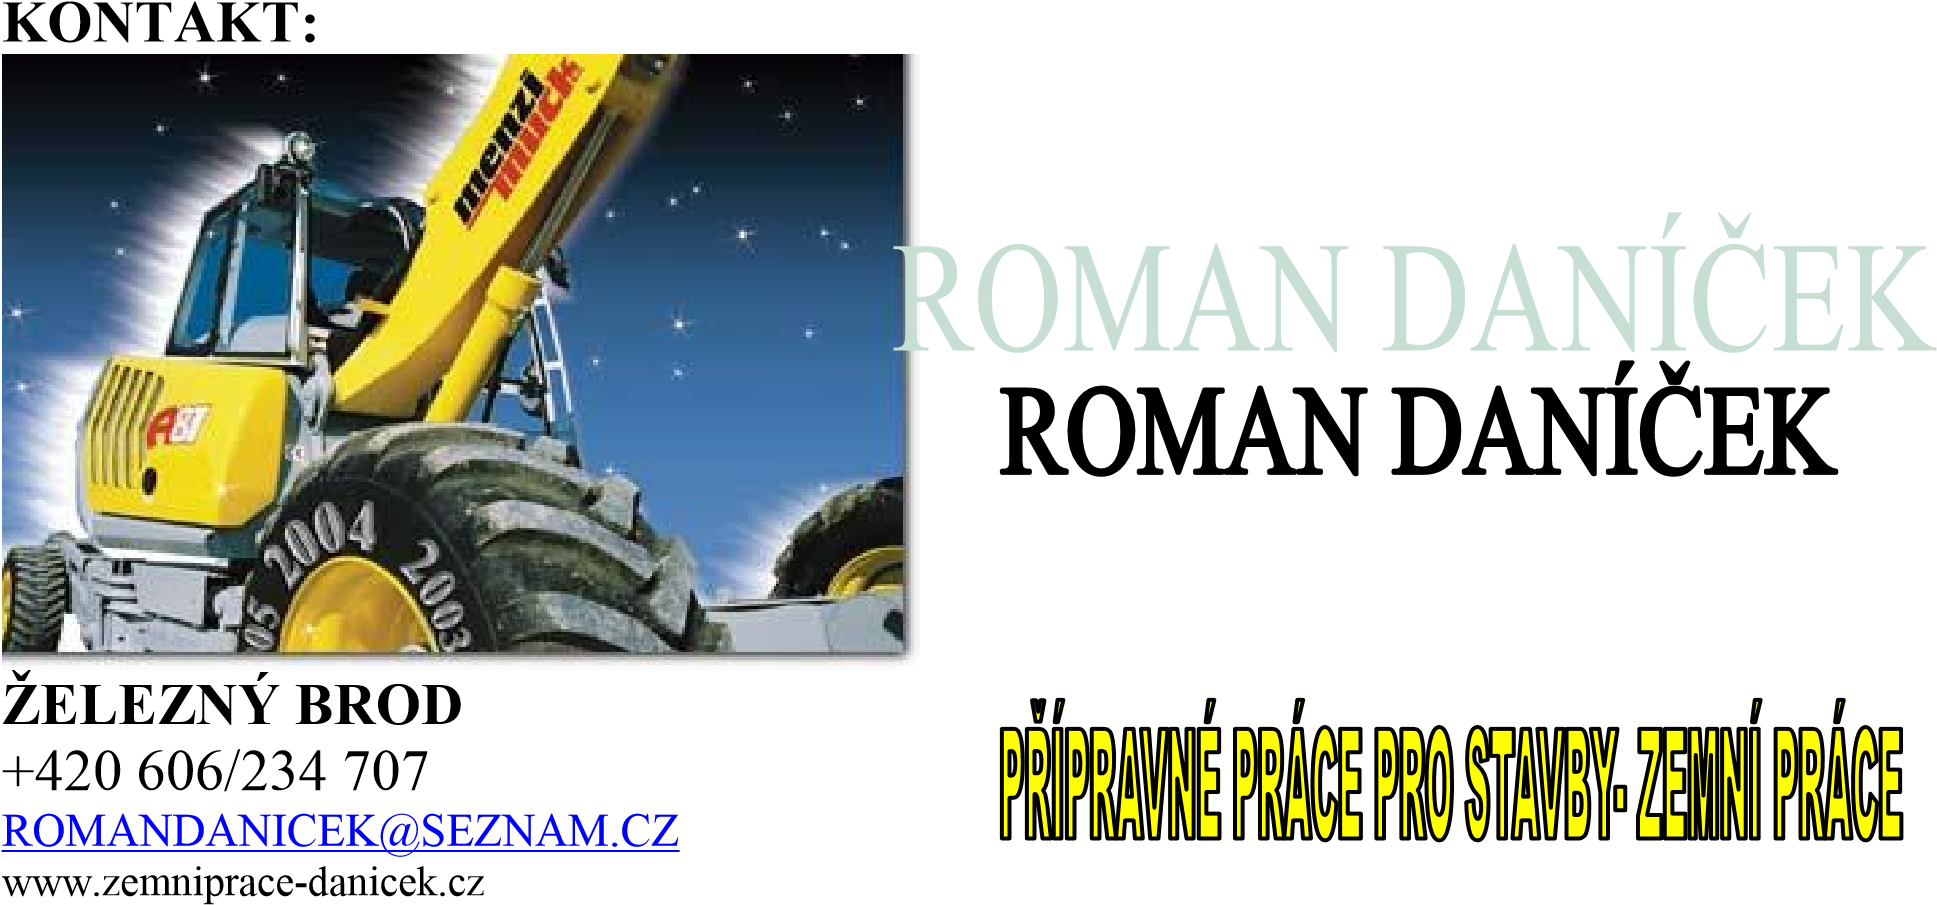 KONTAKT:
menzi
muck
A91
2004
2003
05
ROMAN DANÍČEK
ROMAN DANÍČEK
ŽELEZNÝ BROD
+420 606/234 707
ROMANDANICEK@SEZNAM.CZ
www.zemniprace-danicek.cz
PŘÍPRAVNÉ PRÁCE PRO STAVBY- ZEMNÍ PRÁCE